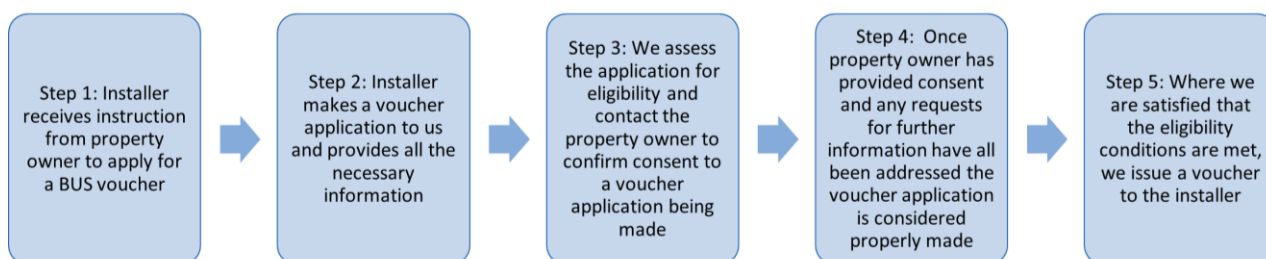 Step 1: Installer
receives instruction
from property
owner to apply for
a BUS voucher
Step 2: Installer
makes a voucher
application to us
and provides all the
necessary
information
Step 3: We assess
the application for
eligibility and
contact the
property owner to
confirm consent to
a voucher
application being
made
Step 4:  Once
property owner has
provided consent
and any requests
for further
information have all
been addressed the
voucher application
is considered
properly made
Step 5: Where we
are satisfied that
the eligibility
conditions are met,
we issue a voucher
to the installer